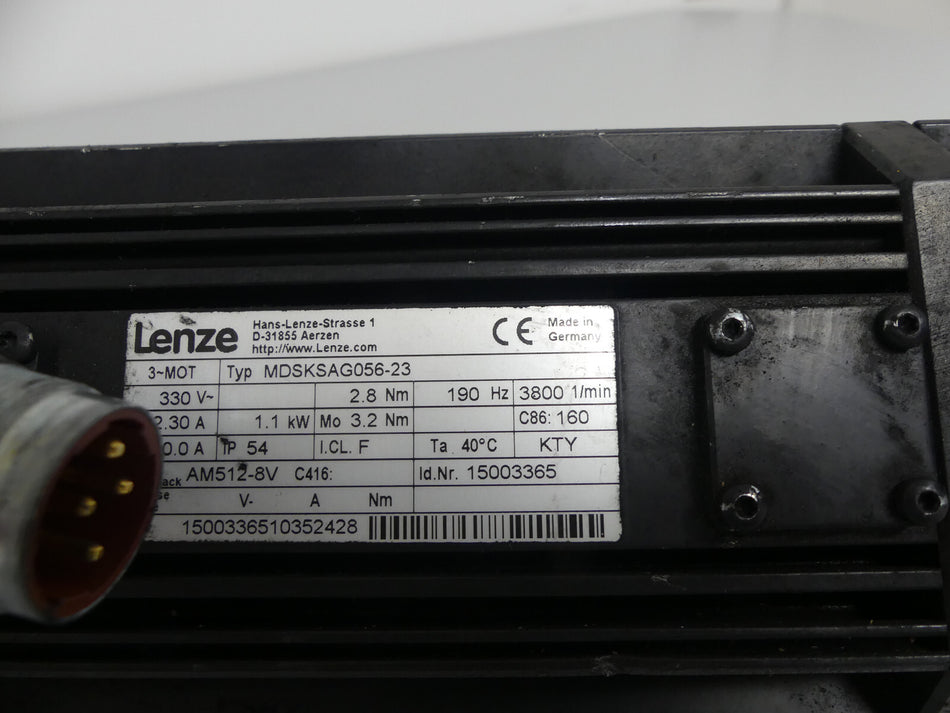 Lenze
Hans-Lenze-Strasse 1
D-31855 Aerzen
http://www.Lenze.com
CE
Made in
Germany
3~MOT Typ MDSKSAG056-23
330 V~ 2.8 Nm 190 Hz 3800 1/min
2.30 A 1.1 kW Mo 3.2 Nm C86: 160
0.0 A IP 54 I.CL. F Ta 40°C KTY
AM512-8V C416: Id.Nr. 15003365
V- A Nm
1500336510352428